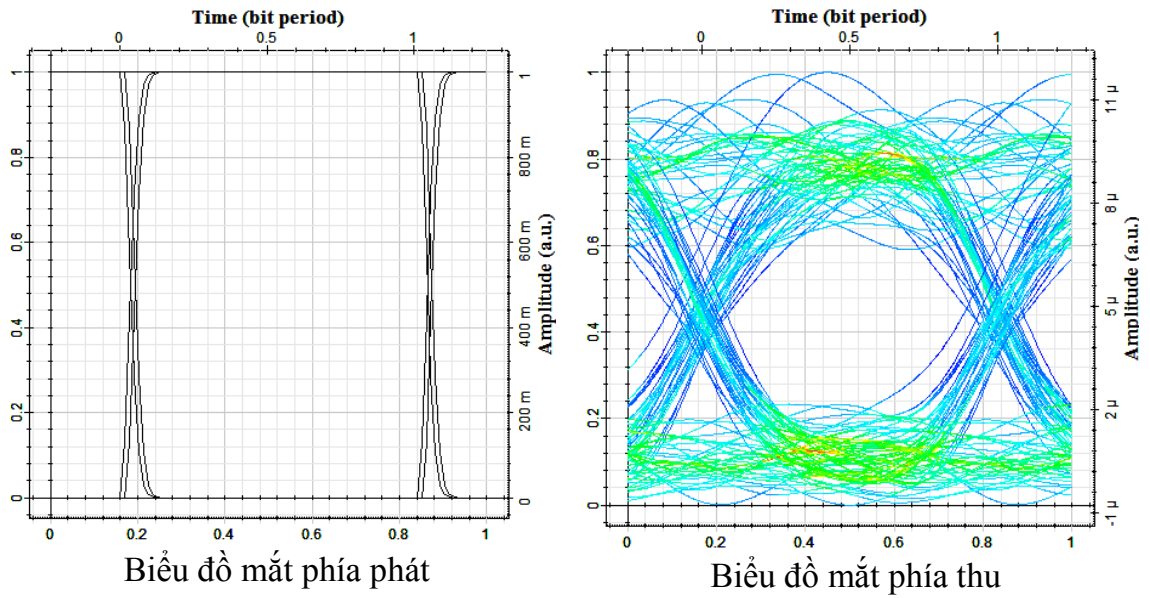 Time (bit period)
0 0.5 1
1
0.8
0.6
0.4
0.2
0
0 0.2 0.4 0.6 0.8 1
1
800 m
600 m
400 m
200 m
0
Amplitude (a.u.)
Biểu đồ mắt phía phát
Time (bit period)
0 0.5 1
1
0.8
0.6
0.4
0.2
0
0 0.2 0.4 0.6 0.8 1
11 µ
8 µ
5 µ
2 µ
-1 µ
Amplitude (a.u.)
Biểu đồ mắt phía thu